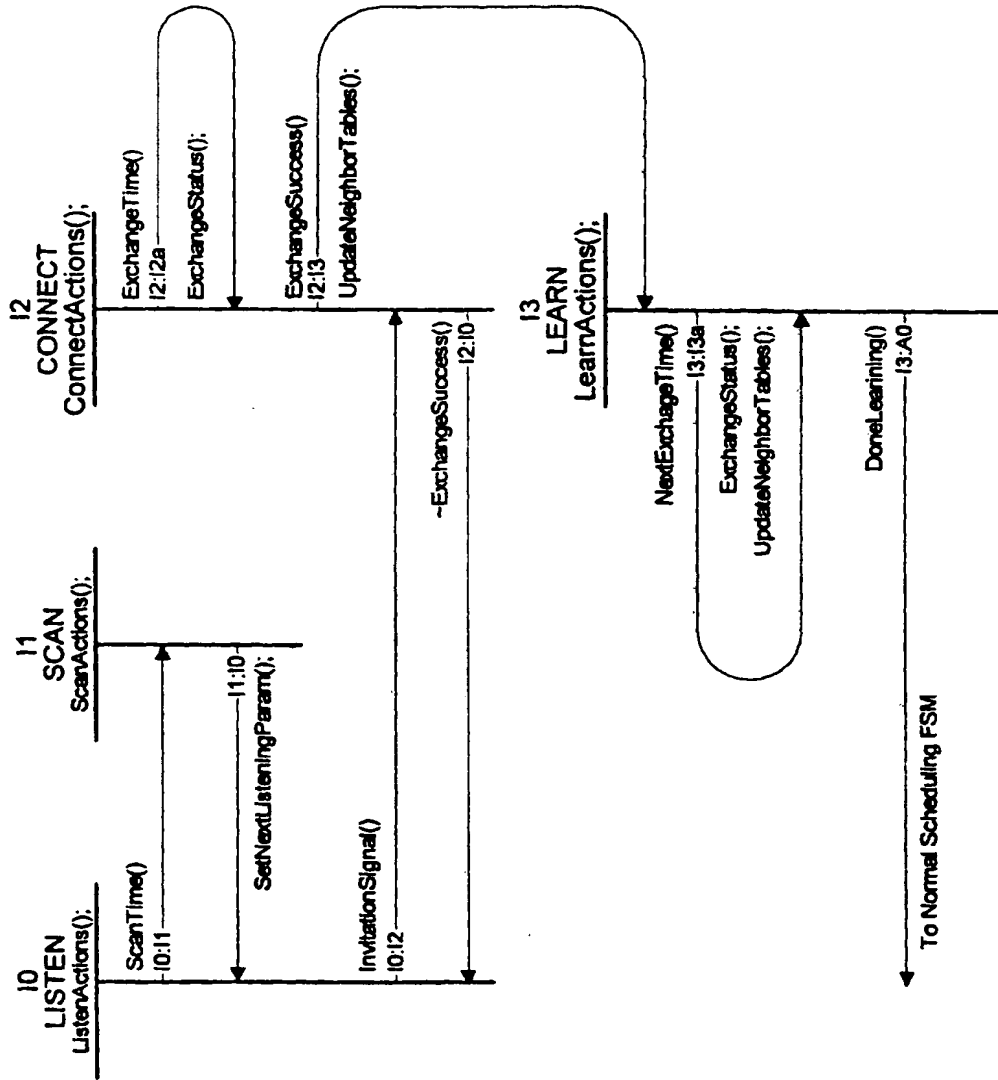 I0
LISTEN
ListenActions();
I1
SCAN
ScanActions();
I2
CONNECT
ConnectActions();
ScanTime()
I0:I1
I1:I0
SetNextListeningParam();
ExchangeTime()
I2:I2a
ExchangeStatus();
ExchangeSuccess()
I2:I3
UpdateNeighborTables();
InvitationSignal()
I0:I2
~ExchangeSuccess()
I2:I0
I3
LEARN
LearnActions();
NextExchageTime()
I3:I3a
ExchangeStatus();
UpdateNeighborTables();
DoneLearining()
I3:A0
To Normal Scheduling FSM